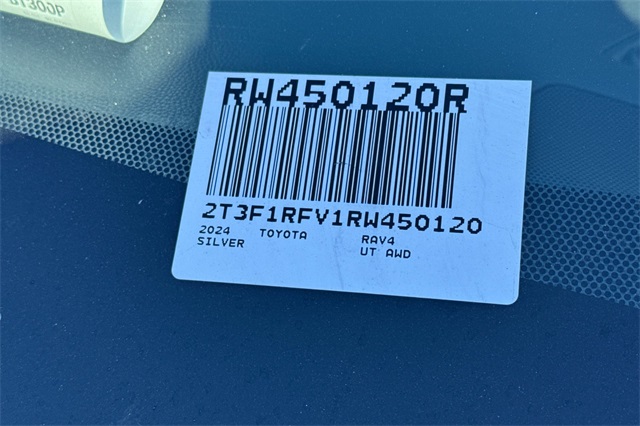 RW450120R
2T3F1RFV1RW450120
2024 TOYOTA RAV4
SILVER UT AWD